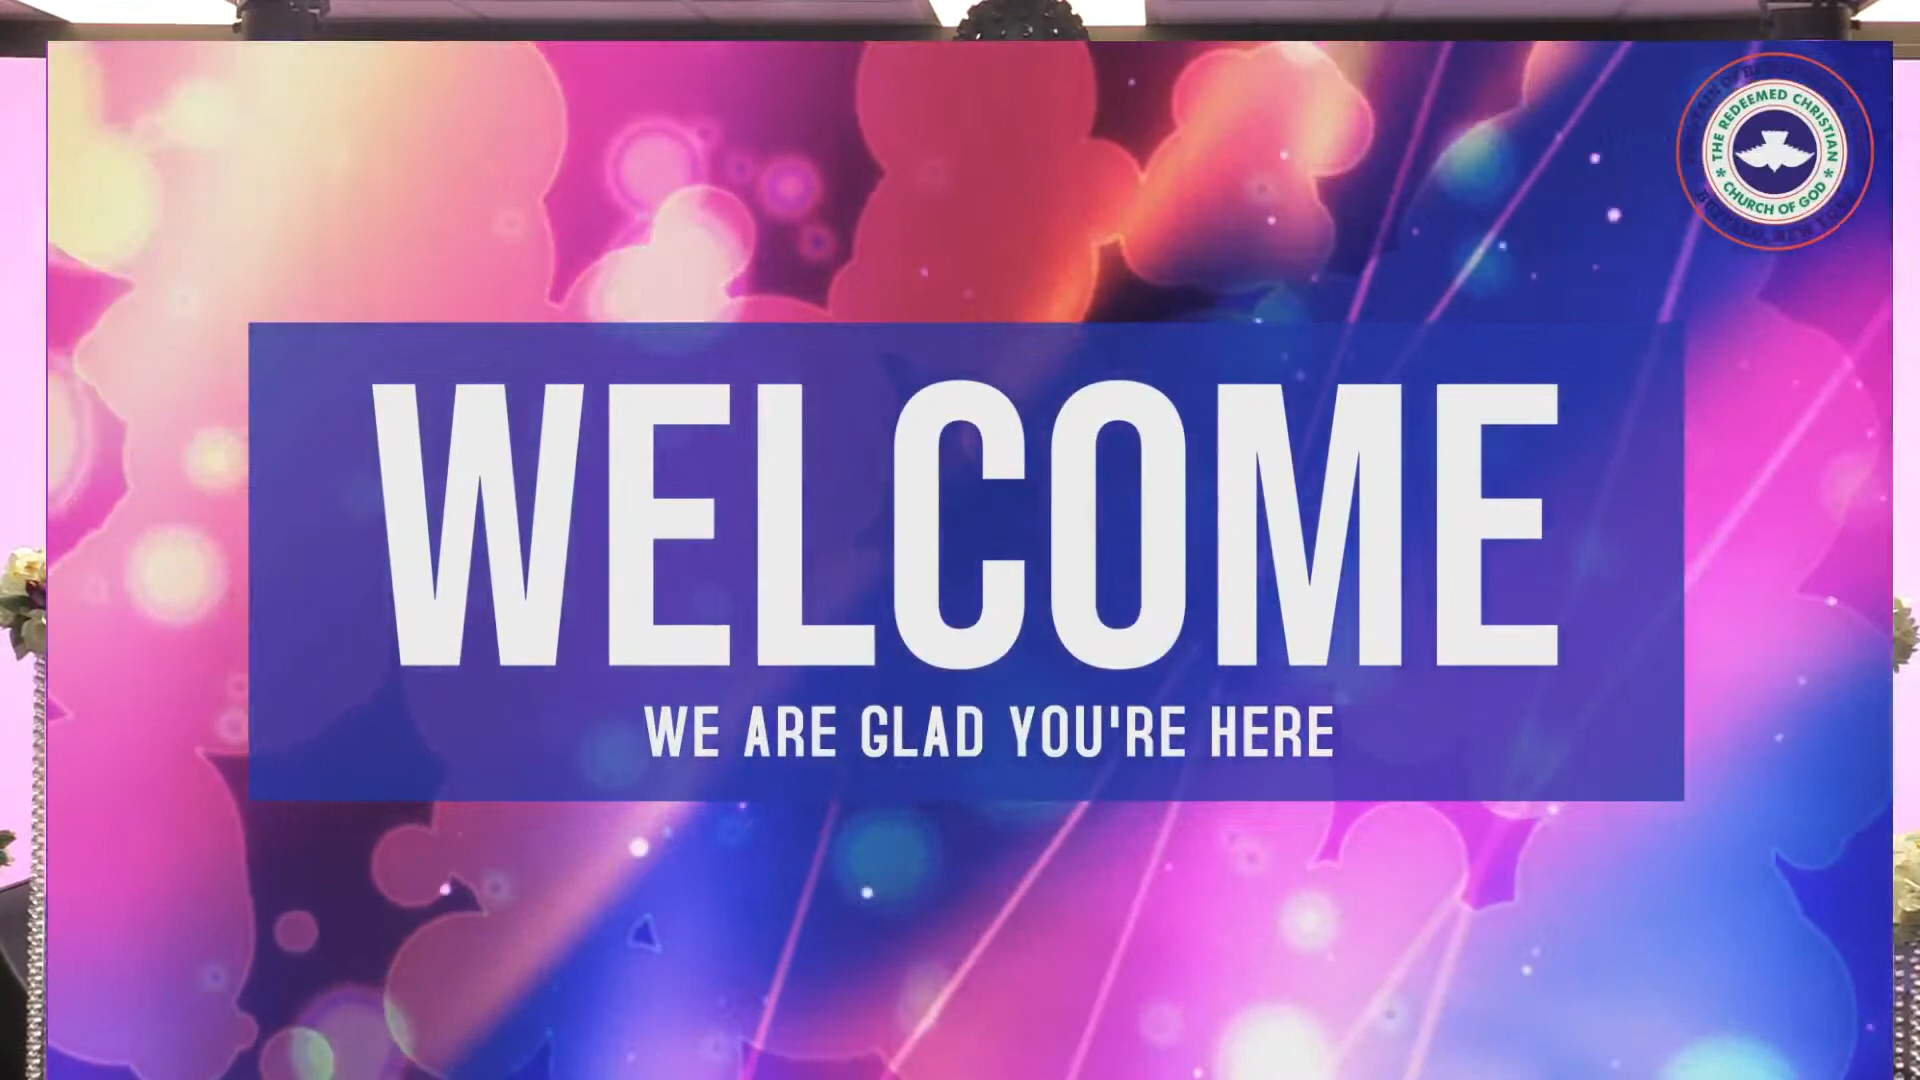 WELCOME
WE ARE GLAD YOU'RE HERE
THE REDEEMED CHRISTIAN
* CHURCH OF GOD *